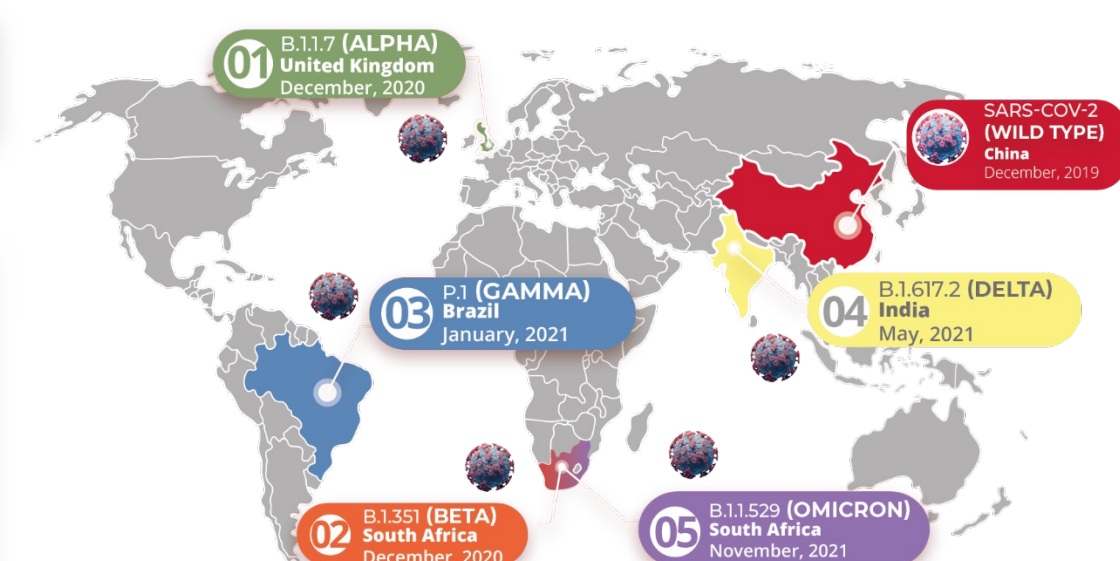 01
B.1.1.7 (ALPHA)
United Kingdom
December, 2020
SARS-COV-2
(WILD TYPE)
China
December, 2019
03
P.1 (GAMMA)
Brazil
January, 2021
04
B.1.617.2 (DELTA)
India
May, 2021
02
B.1.351 (BETA)
South Africa
December, 2020
05
B.1.1.529 (OMICRON)
South Africa
November, 2021